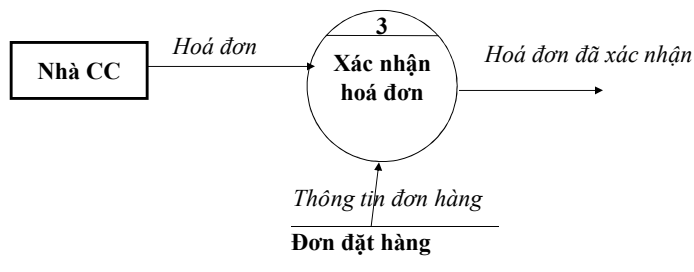 3
Hoá đơn
Hoá đơn đã xác nhận
Nhà CC
Xác nhận
hoá đơn
Thông tin đơn hàng
Đơn đặt hàng